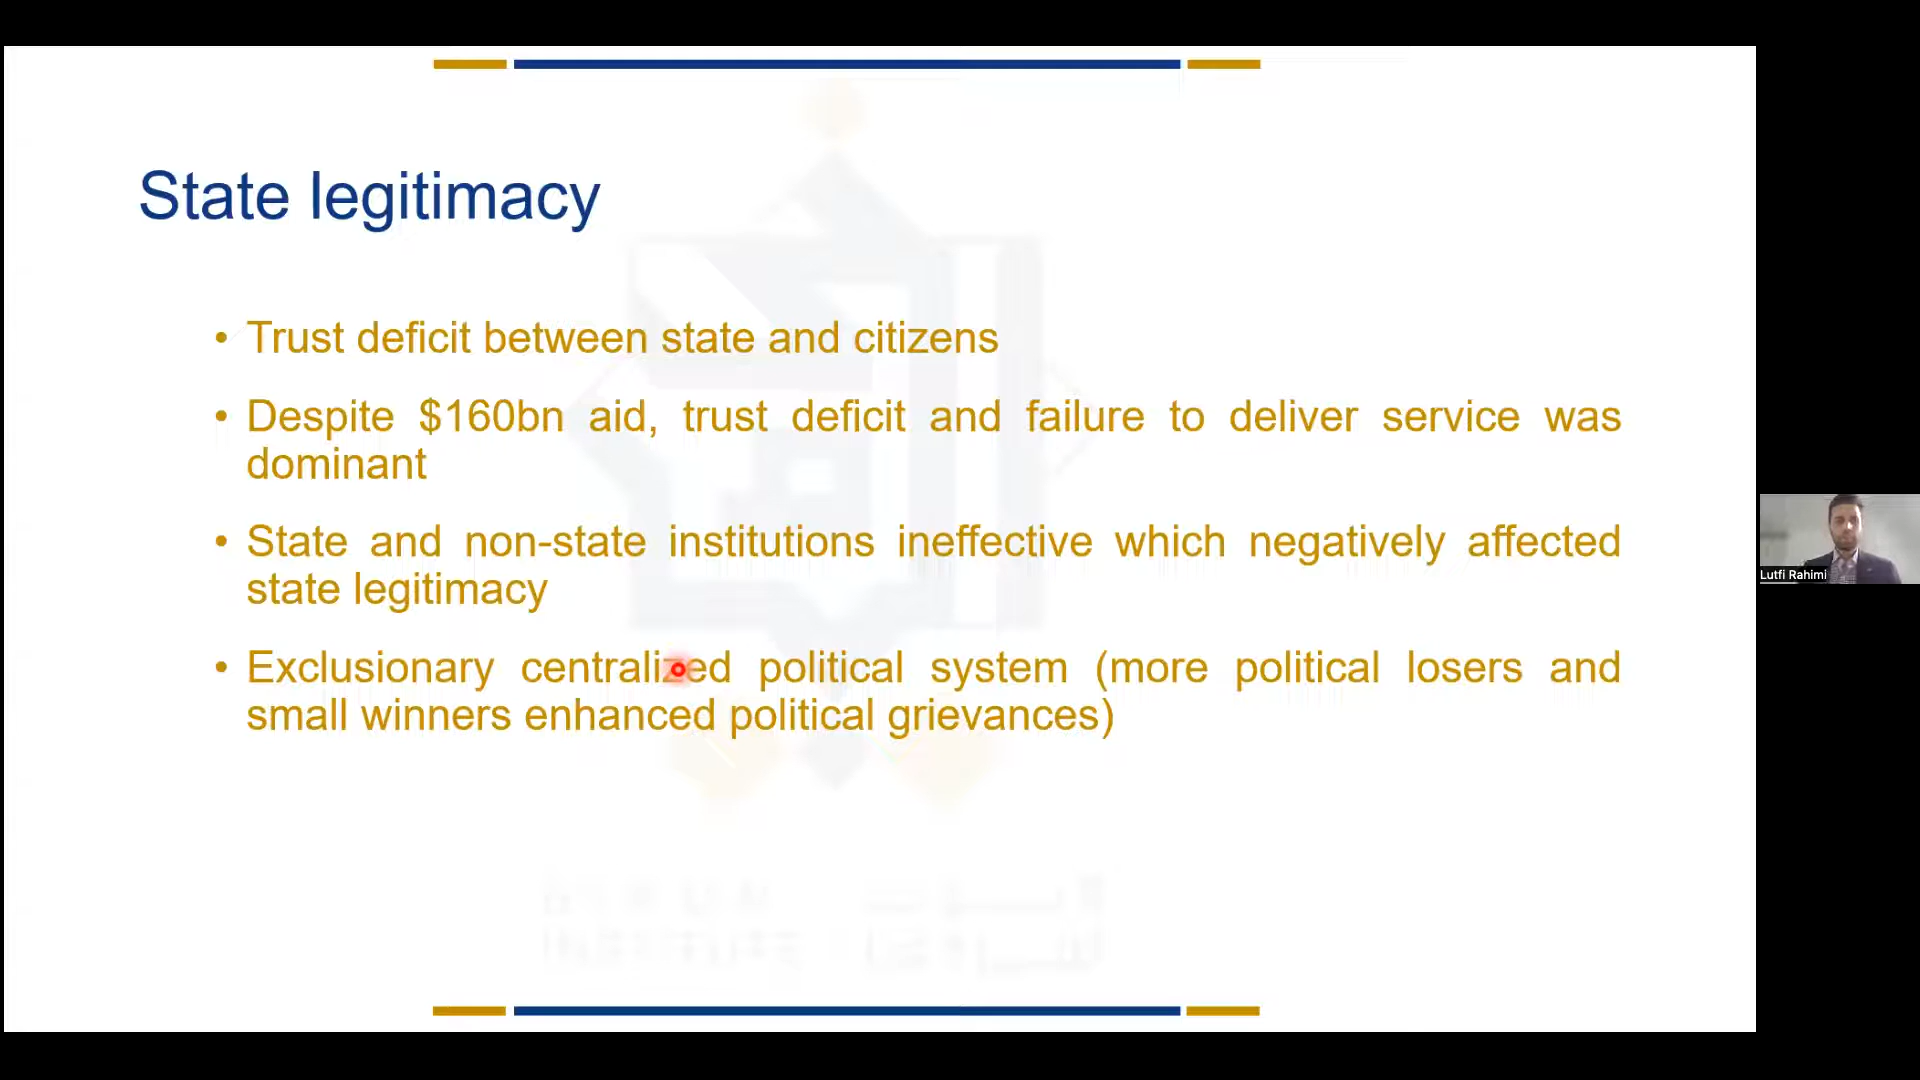 State legitimacy
• Trust deficit between state and citizens
• Despite $160bn aid, trust deficit and failure to deliver service was
dominant
• State and non-state institutions ineffective which negatively affected
state legitimacy
• Exclusionary centralized political system (more political losers and
small winners enhanced political grievances)
Lutfi Rahimi